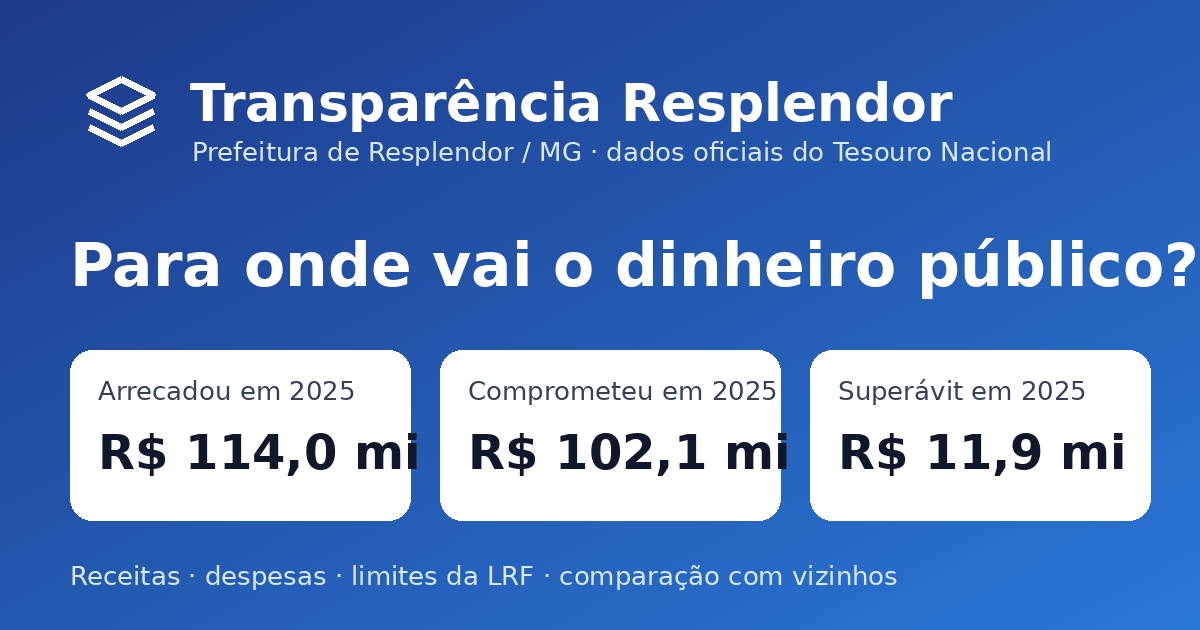 Transparência Resplendor
Prefeitura de Resplendor / MG · dados oficiais do Tesouro Nacional
Para onde vai o dinheiro público?
Arrecadou em 2025
R$ 114,0 mi
Comprometeu em 2025
R$ 102,1 mi
Superávit em 2025
R$ 11,9 mi
Receitas · despesas · limites da LRF · comparação com vizinhos